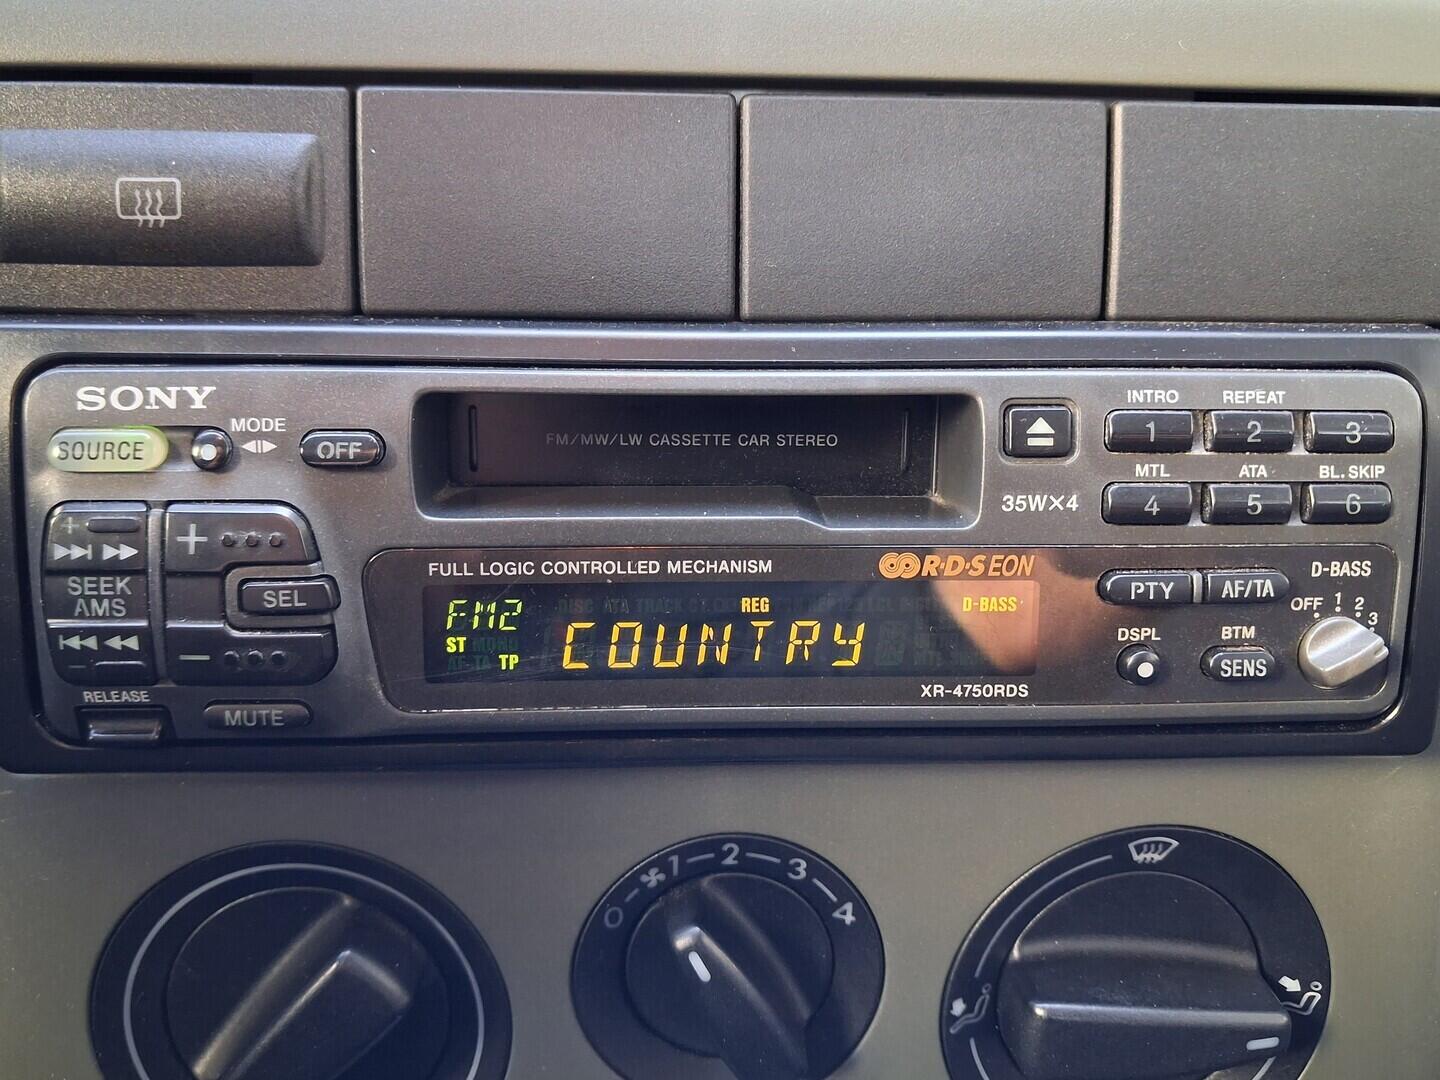 SONY
SOURCE
MODE
OFF
FM/MW/LW CASSETTE CAR STEREO
35W×4
INTRO REPEAT
1 2 3
MTL ATA BL.SKIP
4 5 6
+
SEEK
AMS
−
+
SEL
−
RELEASE
MUTE
FULL LOGIC CONTROLLED MECHANISM
R·D·S EON
FM2
REG
D-BASS
ST MONO
COUNTRY
AF TA TP
XR-4750RDS
PTY AF/TA
D-BASS
OFF 1 2 3
DSPL
BTM
SENS
0 1 2 3 4